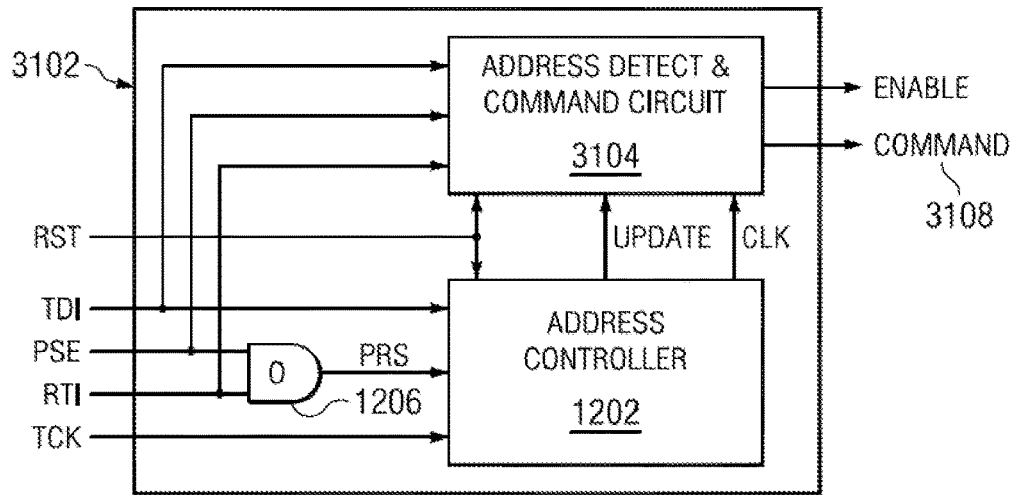 3102
ADDRESS DETECT &
COMMAND CIRCUIT
3104
ENABLE
COMMAND
3108
RST
UPDATE
CLK
TDI
PSE
RTI
TCK
O
PRS
1206
ADDRESS
CONTROLLER
1202